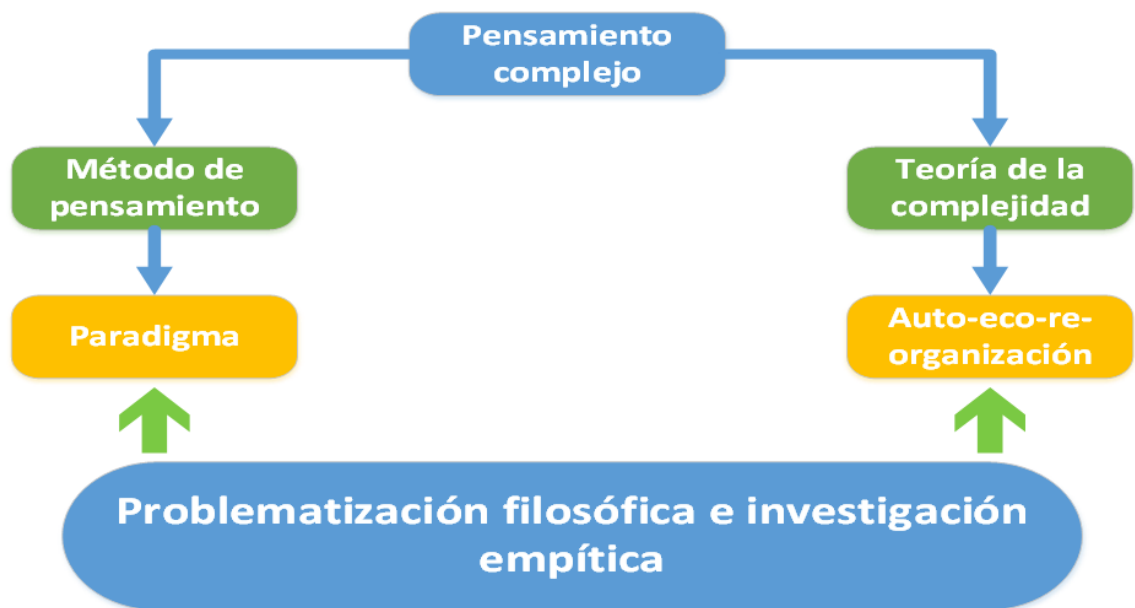 Pensamiento
complejo
Método de
pensamiento
Teoría de la
complejidad
Paradigma
Auto-eco-re-
organización
Problematización filosófica e investigación
empítica